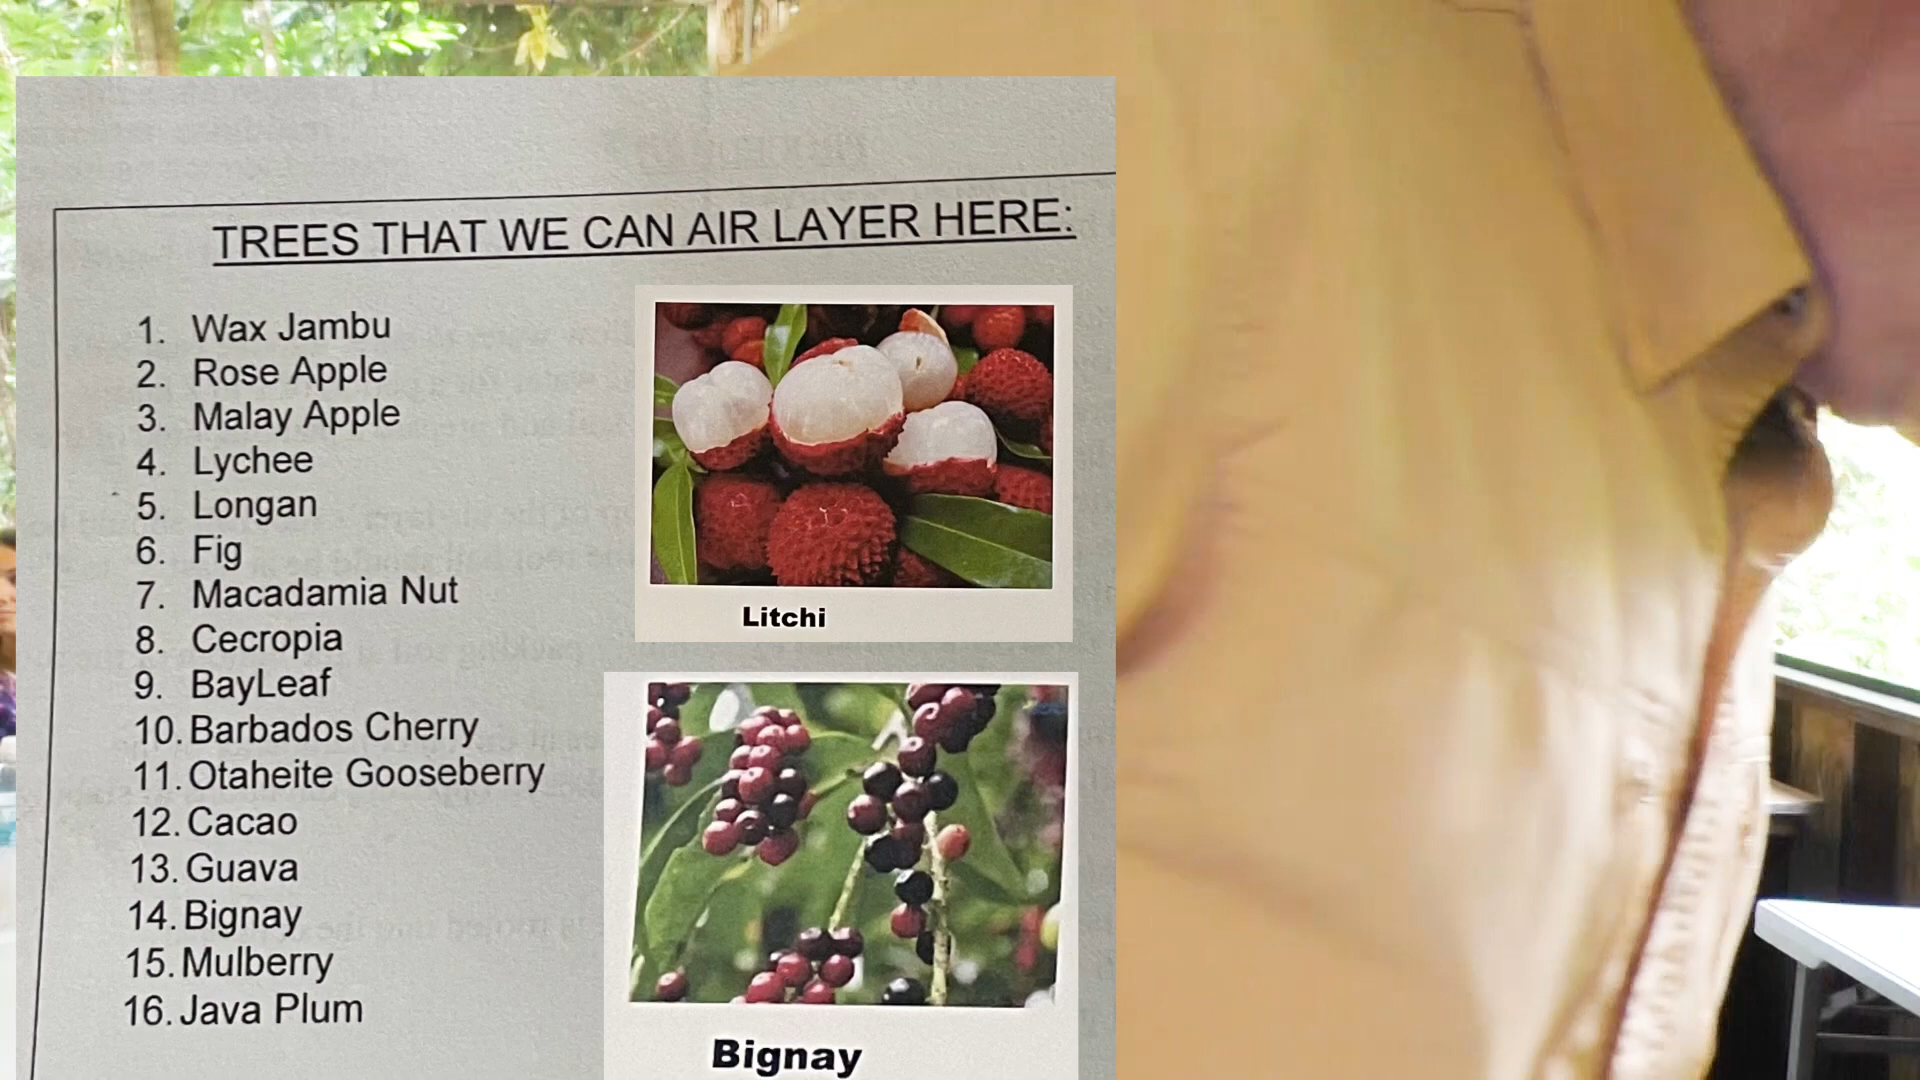 TREES THAT WE CAN AIR LAYER HERE:
1. Wax Jambu
2. Rose Apple
3. Malay Apple
4. Lychee
5. Longan
6. Fig
7. Macadamia Nut
8. Cecropia
9. BayLeaf
10. Barbados Cherry
11. Otaheite Gooseberry
12. Cacao
13. Guava
14. Bignay
15. Mulberry
16. Java Plum
Litchi
Bignay